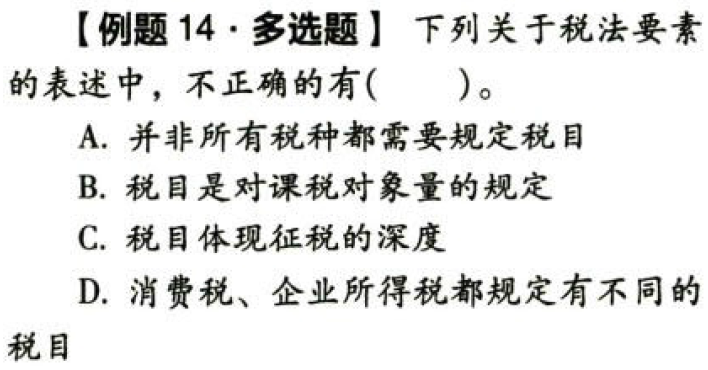 【例题 14·多选题】 下列关于税法要素
的表述中，不正确的有(　　)。
A. 并非所有税种都需要规定税目
B. 税目是对课税对象量的规定
C. 税目体现征税的深度
D. 消费税、企业所得税都规定有不同的
税目